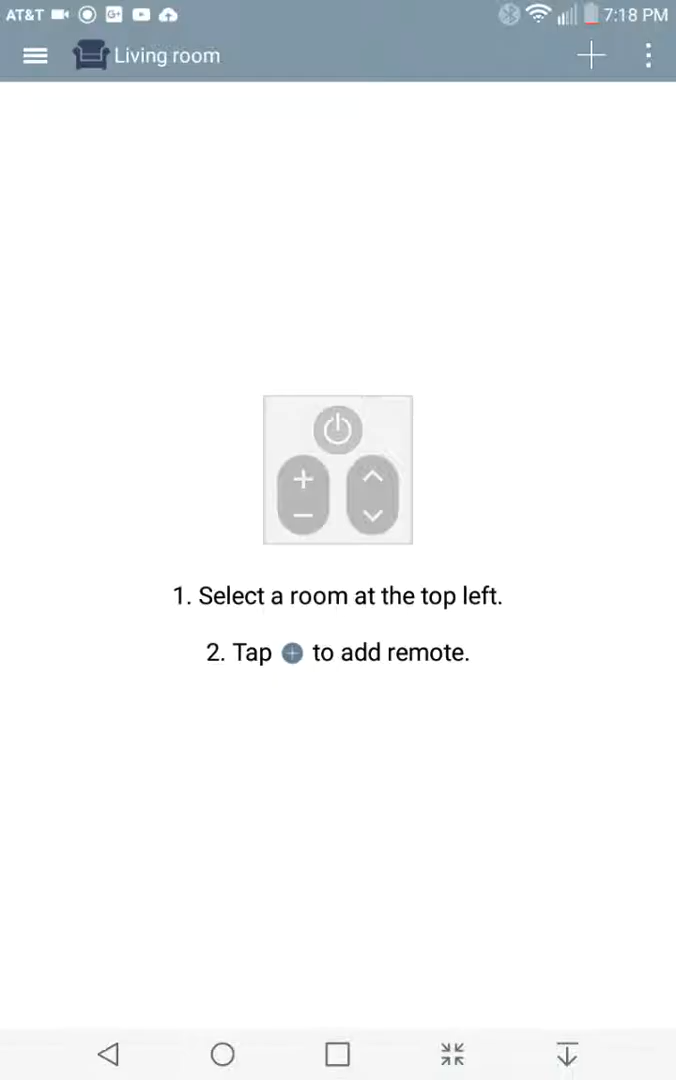 AT&T G+ 7:18 PM
Living room
1. Select a room at the top left.
2. Tap + to add remote.